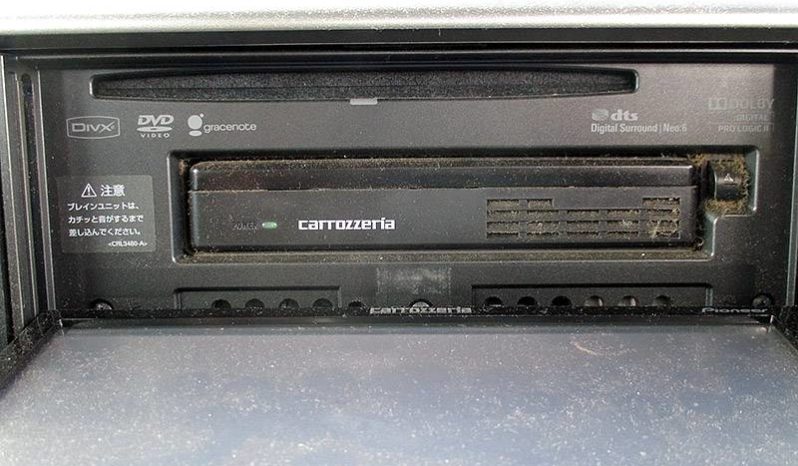 DIVX
DVD
VIDEO
gracenote
dts
Digital Surround | Neo:6
DOLBY
DIGITAL
PRO LOGIC II
⚠ 注意
ブレインユニットは、
カチッと音がするまで
差し込んでください。
<CRL3480-A>
POWER
carrozzeria
carrozzeria
Pioneer